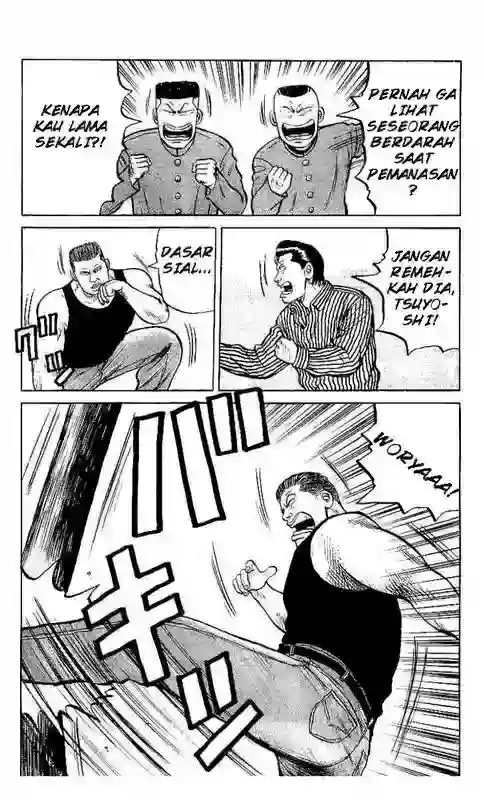 KENAPA
KAU LAMA
SEKALI?!
PERNAH GA
LIHAT
SESEORANG
BERDARAH
SAAT
PEMANASAN
?
DASAR
SIAL...
グッ
JANGAN
REMEH-
KAH DIA,
TSUYO-
SHI!
WORYAAA!
バキッ